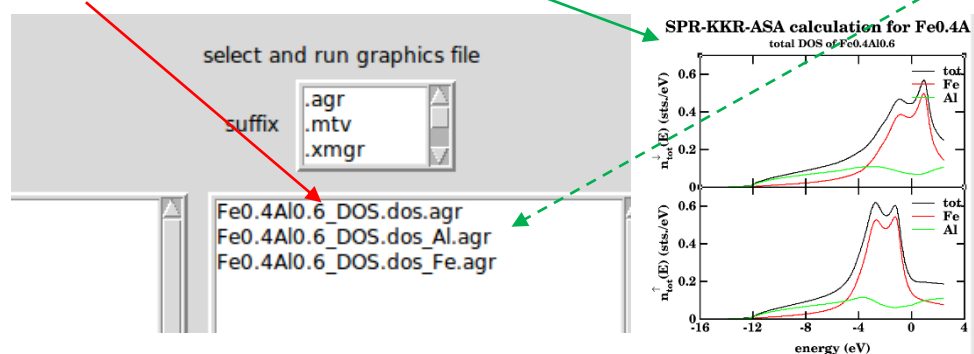 select and run graphics file
suffix
.agr
.mtv
.xmgr
Fe0.4Al0.6_DOS.dos.agr
Fe0.4Al0.6_DOS.dos_Al.agr
Fe0.4Al0.6_DOS.dos_Fe.agr
SPR-KKR-ASA calculation for Fe0.4A
total DOS of Fe0.4Al0.6
n↓tot(E) (sts./eV)
0.6
0.4
0.2
0
tot
Fe
Al
n↑tot(E) (sts./eV)
0.6
0.4
0.2
0
tot
Fe
Al
-16 -12 -8 -4 0 4
energy (eV)